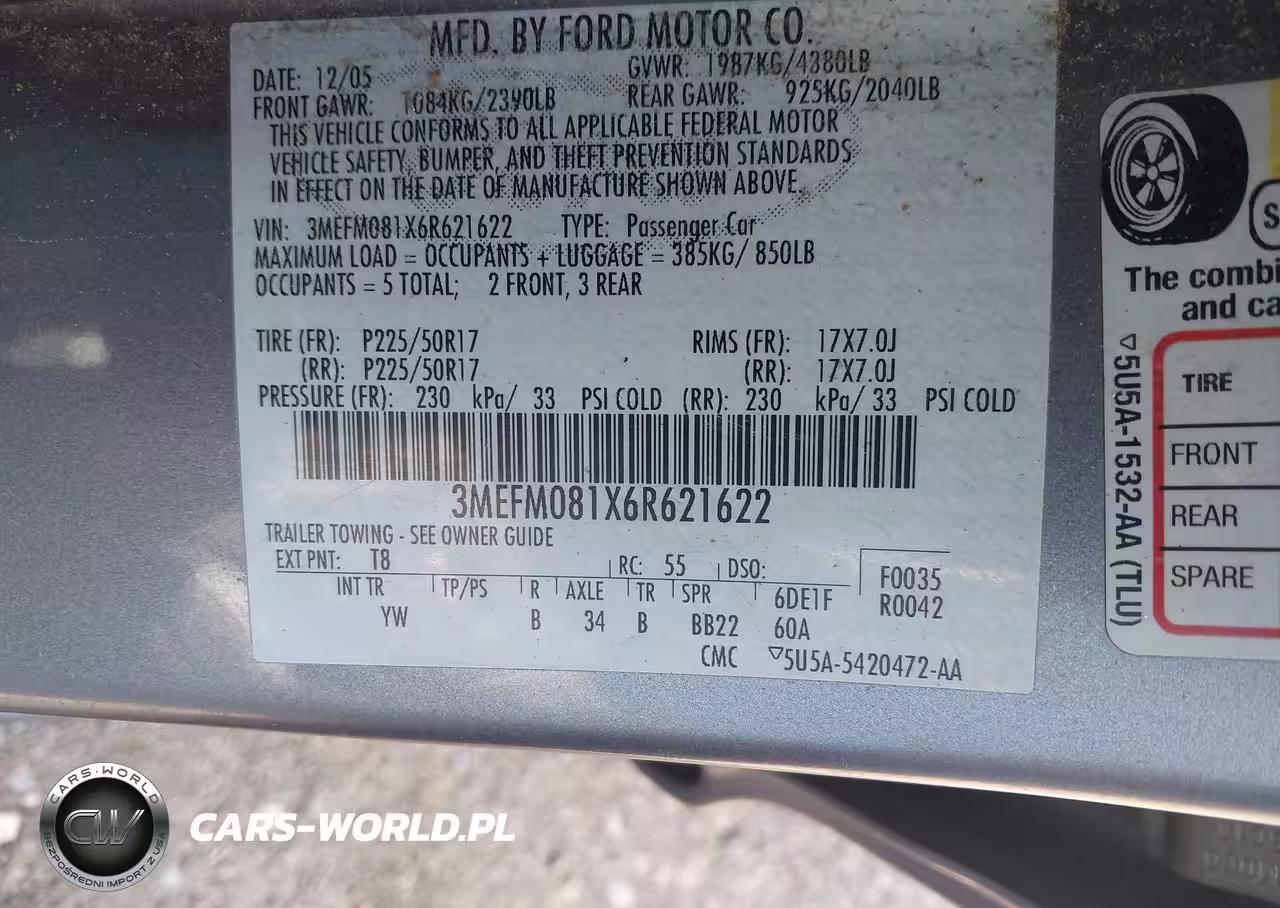 MFD. BY FORD MOTOR CO.
DATE: 12/05 GVWR: 1987KG/4380LB
FRONT GAWR: 1084KG/2390LB REAR GAWR: 925KG/2040LB
THIS VEHICLE CONFORMS TO ALL APPLICABLE FEDERAL MOTOR
VEHICLE SAFETY, BUMPER, AND THEFT PREVENTION STANDARDS
IN EFFECT ON THE DATE OF MANUFACTURE SHOWN ABOVE.
VIN: 3MEFM081X6R621622 TYPE: Passenger Car
MAXIMUM LOAD = OCCUPANTS + LUGGAGE = 385KG/ 850LB
OCCUPANTS = 5 TOTAL; 2 FRONT, 3 REAR
TIRE (FR): P225/50R17 RIMS (FR): 17X7.0J
(RR): P225/50R17 (RR): 17X7.0J
PRESSURE (FR): 230 kPa/ 33 PSI COLD (RR): 230 kPa/ 33 PSI COLD
3MEFM081X6R621622
TRAILER TOWING - SEE OWNER GUIDE
EXT PNT: T8 RC: 55 DSO:
INT TR TP/PS R AXLE TR SPR 6DE1F F0035
YW B 34 B BB22 60A R0042
CMC ▽5U5A-5420472-AA
S
The combi
and ca
TIRE
FRONT
REAR
SPARE
▽5U5A-1532-AA (TLU)
CARS-WORLD
CW
BEZPOŚREDNI IMPORT Z USA
CARS-WORLD.PL